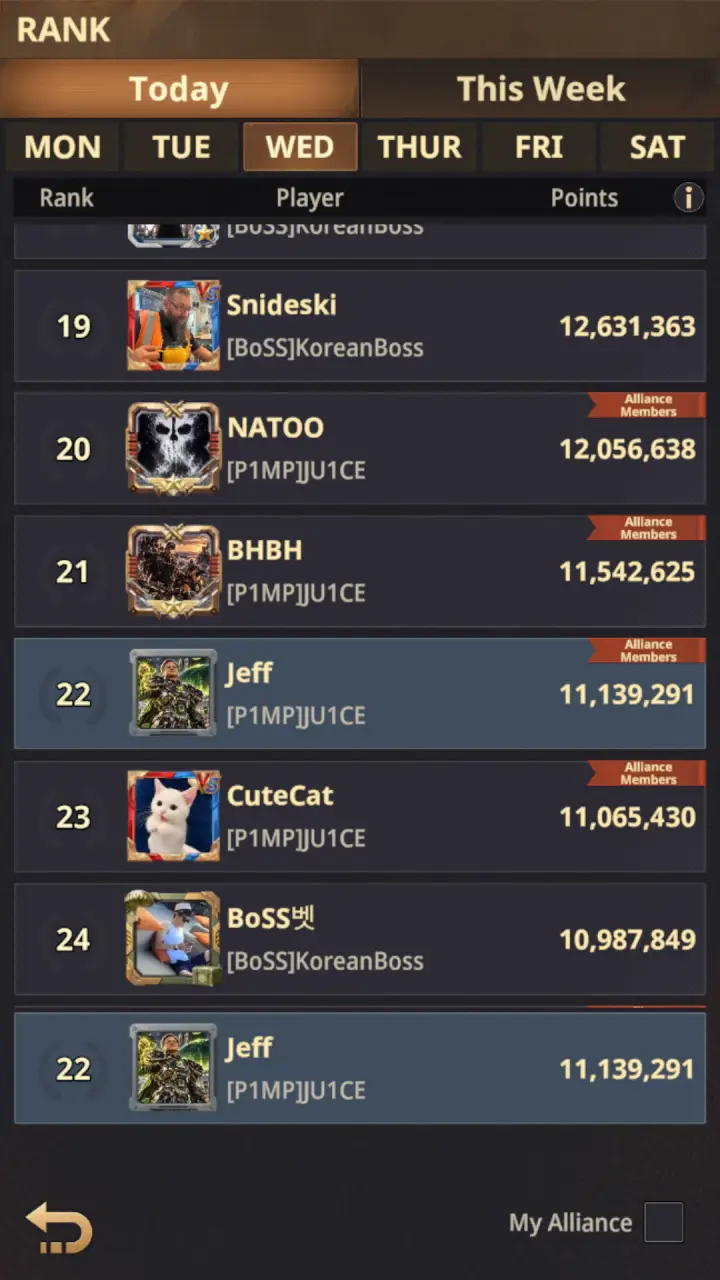 RANK
Today
This Week
MON TUE WED THUR FRI SAT
Rank Player Points i
[BoSS]KoreanBoss
19 Snideski 12,631,363
[BoSS]KoreanBoss
Alliance
Members
20 NATOO 12,056,638
[P1MP]JU1CE
Alliance
Members
21 BHBH 11,542,625
[P1MP]JU1CE
Alliance
Members
22 Jeff 11,139,291
[P1MP]JU1CE
Alliance
Members
23 CuteCat 11,065,430
[P1MP]JU1CE
24 BoSS벳 10,987,849
[BoSS]KoreanBoss
22 Jeff 11,139,291
[P1MP]JU1CE
My Alliance